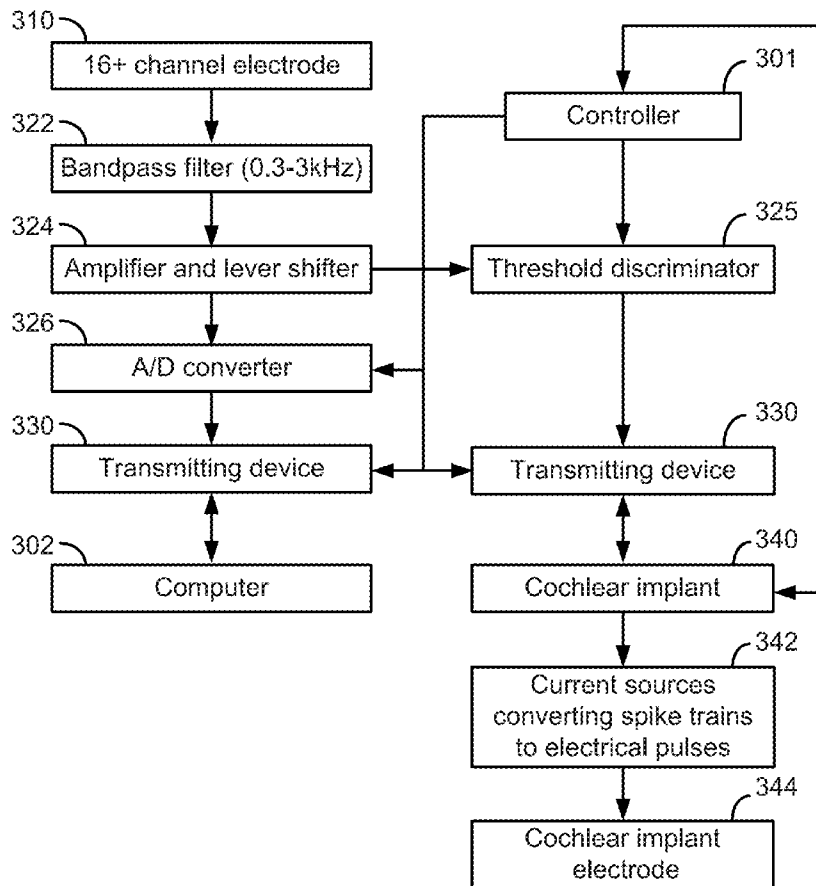 310
16+ channel electrode
322
Bandpass filter (0.3-3kHz)
324
Amplifier and lever shifter
326
A/D converter
330
Transmitting device
302
Computer
301
Controller
325
Threshold discriminator
330
Transmitting device
340
Cochlear implant
342
Current sources
converting spike trains
to electrical pulses
344
Cochlear implant
electrode